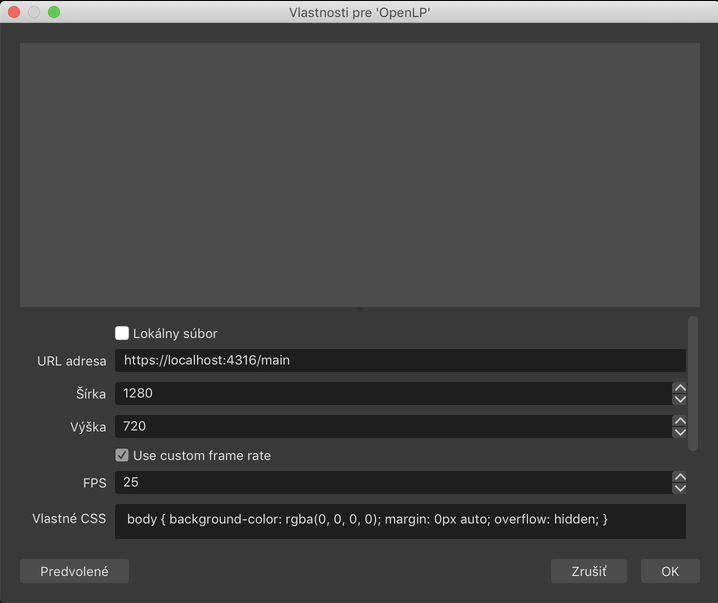 Vlastnosti pre 'OpenLP'
Lokálny súbor
URL adresa https://localhost:4316/main
Šírka 1280
Výška 720
Use custom frame rate
FPS 25
Vlastné CSS body { background-color: rgba(0, 0, 0, 0); margin: 0px auto; overflow: hidden; }
Predvolené Zrušiť OK